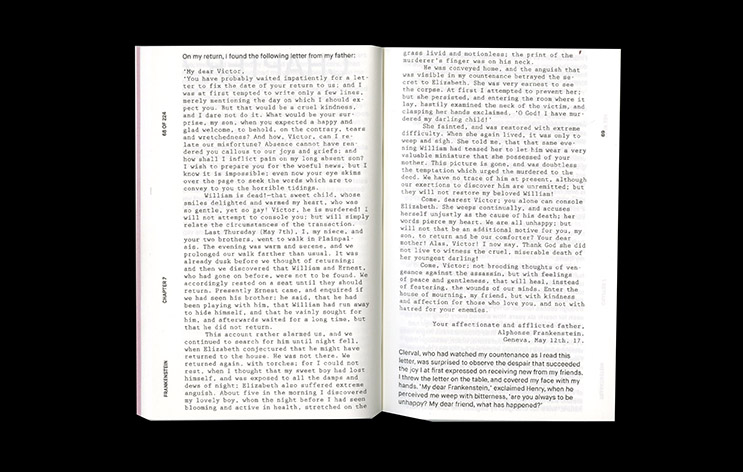 On my return, I found the following letter from my father:
'My dear Victor,
'You have probably waited impatiently for a let-
ter to fix the date of your return to us; and I
was at first tempted to write only a few lines,
merely mentioning the day on which I should ex-
pect you. But that would be a cruel kindness,
and I dare not do it. What would be your sur-
prise, my son, when you expected a happy and
glad welcome, to behold, on the contrary, tears
and wretchedness? And how, Victor, can I re-
late our misfortune? Absence cannot have ren-
dered you callous to our joys and griefs; and
how shall I inflict pain on my long absent son?
I wish to prepare you for the woeful news, but I
know it is impossible; even now your eye skims
over the page to seek the words which are to
convey to you the horrible tidings.
William is dead!—that sweet child, whose
smiles delighted and warmed my heart, who was
so gentle, yet so gay! Victor, he is murdered! I
will not attempt to console you; but will simply
relate the circumstances of the transaction.
Last Thursday (May 7th), I, my niece, and
your two brothers, went to walk in Plainpal-
ais. The evening was warm and serene, and we
prolonged our walk farther than usual. It was
already dusk before we thought of returning;
and then we discovered that William and Ernest,
who had gone on before, were not to be found. We
accordingly rested on a seat until they should
return. Presently Ernest came, and enquired if
we had seen his brother; he said, that he had
been playing with him, that William had run away
to hide himself, and that he vainly sought for
him, and afterwards waited for a long time, but
that he did not return.
This account rather alarmed us, and we
continued to search for him until night fell,
when Elizabeth conjectured that he might have
returned to the house. He was not there. We
returned again, with torches; for I could not
rest, when I thought that my sweet boy had lost
himself, and was exposed to all the damps and
dews of night; Elizabeth also suffered extreme
anguish. About five in the morning I discovered
my lovely boy, whom the night before I had seen
blooming and active in health, stretched on the
68 OF 224
CHAPTER 7
FRANKENSTEIN
grass livid and motionless; the print of the
murderer's finger was on his neck.
He was conveyed home, and the anguish that
was visible in my countenance betrayed the se-
cret to Elizabeth. She was very earnest to see
the corpse. At first I attempted to prevent her;
but she persisted, and entering the room where it
lay, hastily examined the neck of the victim, and
clasping her hands exclaimed. 'O God! I have mur-
dered my darling child!'
She fainted, and was restored with extreme
difficulty. When she again lived, it was only to
weep and sigh. She told me, that that same eve-
ning William had teased her to let him wear a very
valuable miniature that she possessed of your
mother. This picture is gone, and was doubtless
the temptation which urged the murderer to the
deed. We have no trace of him at present, although
our exertions to discover him are unremitted; but
they will not restore my beloved William!
Come, dearest Victor; you alone can console
Elizabeth. She weeps continually, and accuses
herself unjustly as the cause of his death; her
words pierce my heart. We are all unhappy; but
will not that be an additional motive for you, my
son, to return and be our comforter? Your dear
mother! Alas, Victor! I now say, Thank God she did
not live to witness the cruel, miserable death of
her youngest darling!
Come, Victor; not brooding thoughts of ven-
geance against the assassin, but with feelings
of peace and gentleness, that will heal, instead
of festering, the wounds of our minds. Enter the
house of mourning, my friend, but with kindness
and affection for those who love you, and not with
hatred for your enemies.
Your affectionate and afflicted father,
Alphonse Frankenstein.
Geneva, May 12th, 17.
Clerval, who had watched my countenance as I read this
letter, was surprised to observe the despair that succeeded
the joy I at first expressed on receiving new from my friends.
I threw the letter on the table, and covered my face with my
hands. 'My dear Frankenstein,' exclaimed Henry, when he
perceived me weep with bitterness, 'are you always to be
unhappy? My dear friend, what has happened?'
69